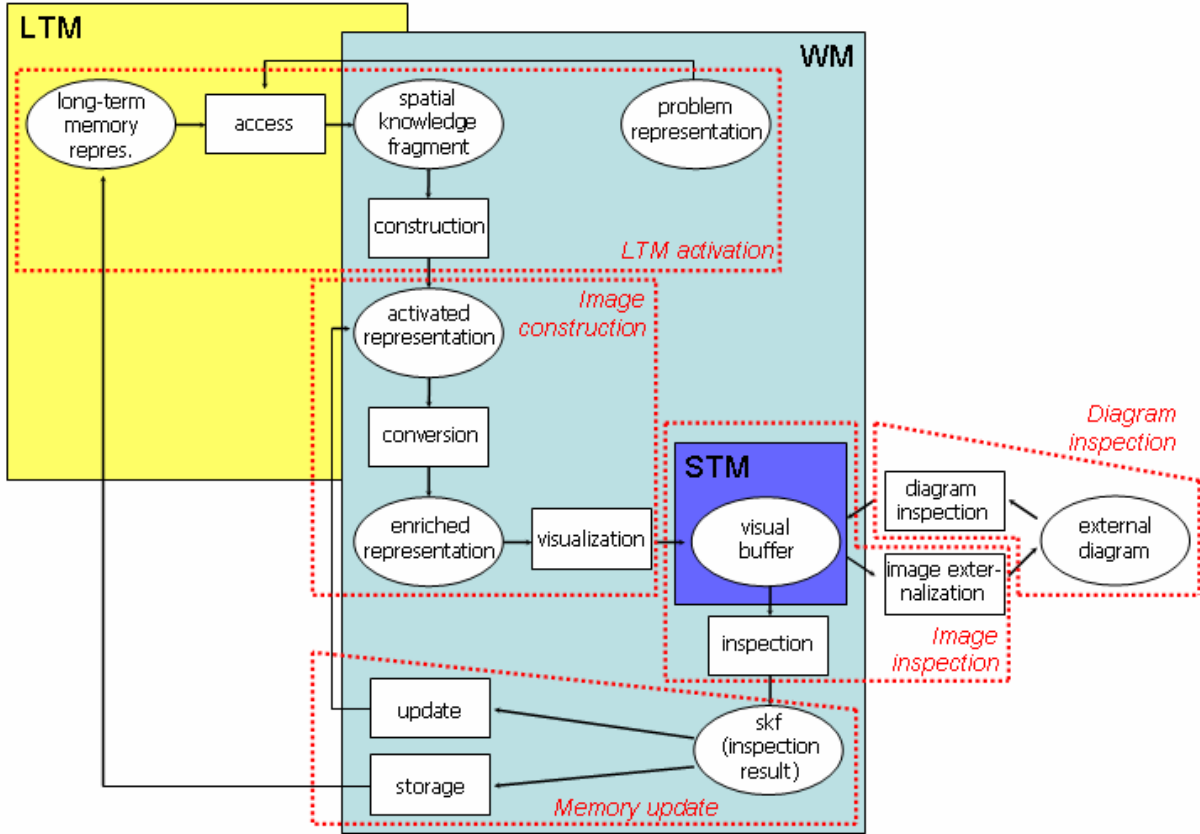 LTM
WM
long-term
memory
repres.
access
spatial
knowledge
fragment
problem
representation
construction
LTM activation
activated
representation
Image
construction
conversion
enriched
representation
visualization
STM
visual
buffer
Diagram
inspection
diagram
inspection
external
diagram
image exter-
nalization
inspection
Image
inspection
update
skf
(inspection
result)
storage
Memory update